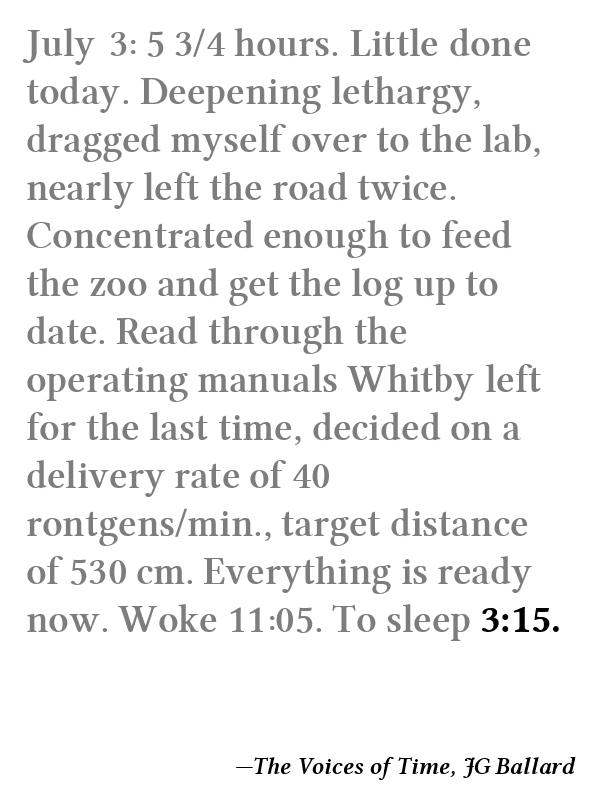 July 3: 5 3/4 hours. Little done
today. Deepening lethargy,
dragged myself over to the lab,
nearly left the road twice.
Concentrated enough to feed
the zoo and get the log up to
date. Read through the
operating manuals Whitby left
for the last time, decided on a
delivery rate of 40
rontgens/min., target distance
of 530 cm. Everything is ready
now. Woke 11:05. To sleep 3:15.
—The Voices of Time, JG Ballard